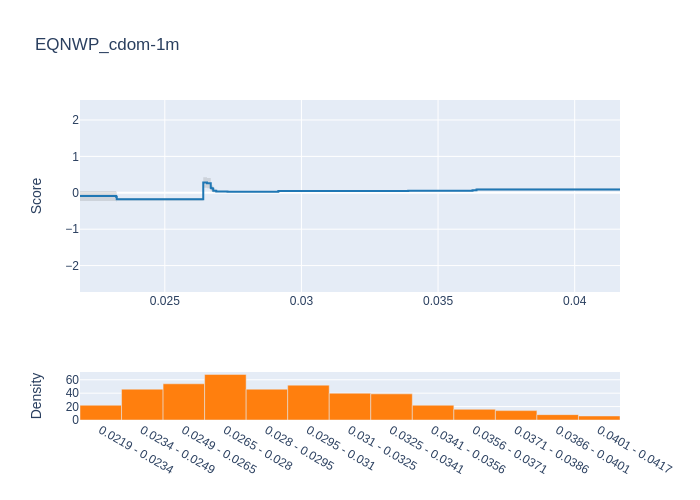 EQNWP_cdom-1m
Score
2
1
0
−1
−2
0.025
0.03
0.035
0.04
Density
60
40
20
0
0.0219 - 0.0234
0.0234 - 0.0249
0.0249 - 0.0265
0.0265 - 0.028
0.028 - 0.0295
0.0295 - 0.031
0.031 - 0.0325
0.0325 - 0.0341
0.0341 - 0.0356
0.0356 - 0.0371
0.0371 - 0.0386
0.0386 - 0.0401
0.0401 - 0.0417